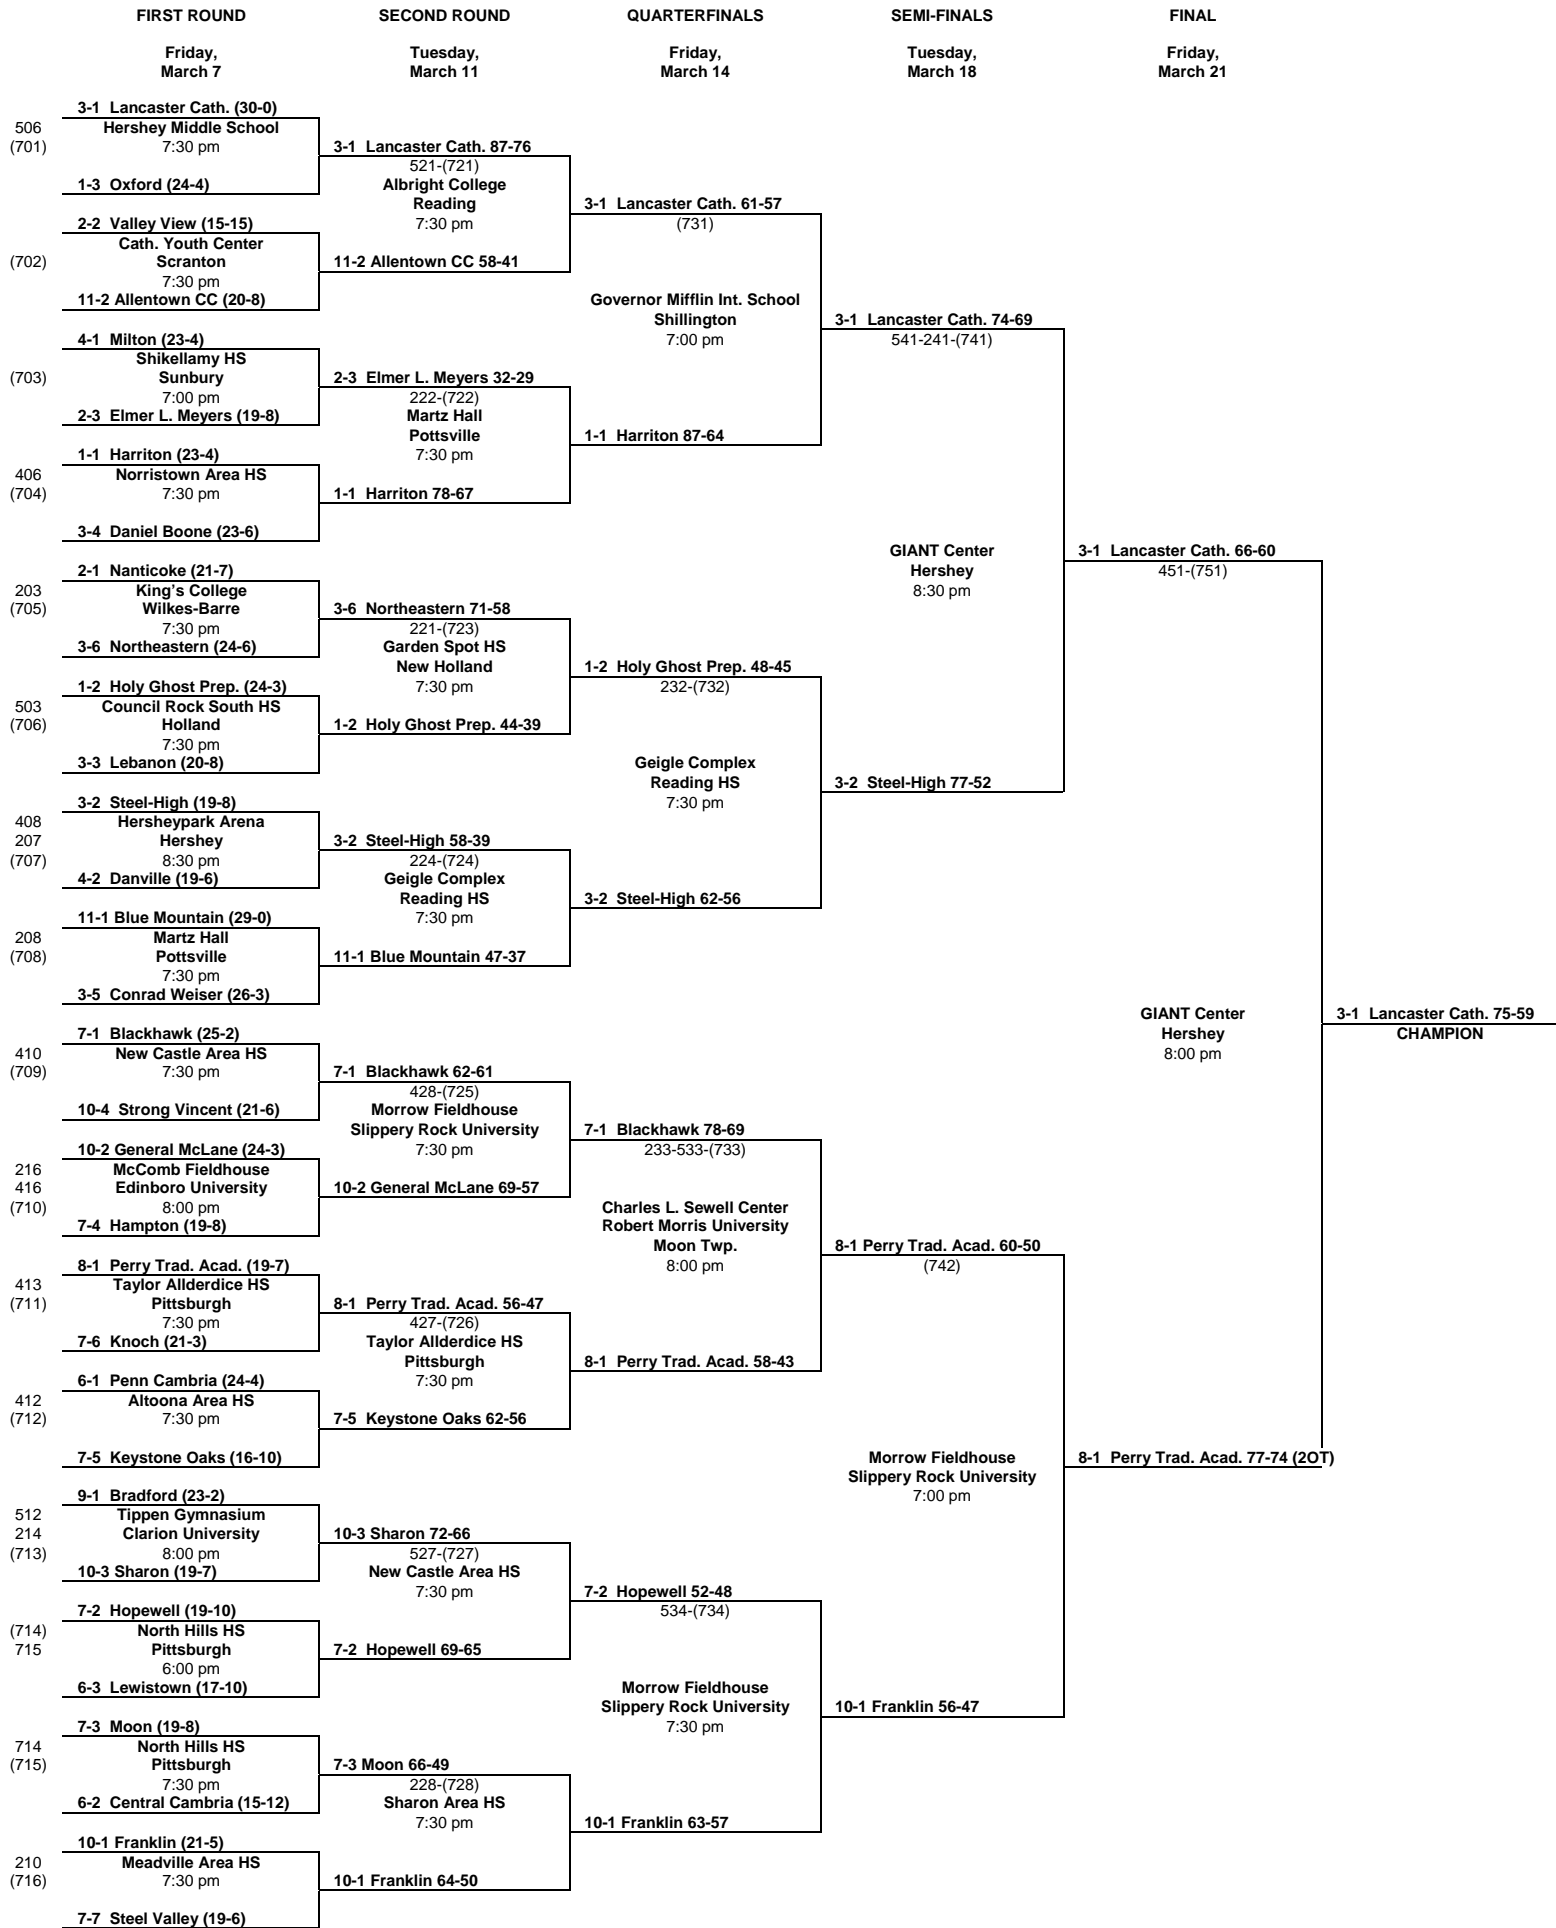 FIRST ROUND
SECOND ROUND
QUARTERFINALS
SEMI-FINALS
FINAL
Friday,
March 7
Tuesday,
March 11
Friday,
March 14
Tuesday,
March 18
Friday,
March 21
3-1 Lancaster Cath. (30-0)
506
(701)
Hershey Middle School
7:30 pm
1-3 Oxford (24-4)
2-2 Valley View (15-15)
(702)
Cath. Youth Center
Scranton
7:30 pm
11-2 Allentown CC (20-8)
4-1 Milton (23-4)
(703)
Shikellamy HS
Sunbury
7:00 pm
2-3 Elmer L. Meyers (19-8)
1-1 Harriton (23-4)
406
(704)
Norristown Area HS
7:30 pm
3-4 Daniel Boone (23-6)
2-1 Nanticoke (21-7)
203
(705)
King's College
Wilkes-Barre
7:30 pm
3-6 Northeastern (24-6)
1-2 Holy Ghost Prep. (24-3)
503
(706)
Council Rock South HS
Holland
7:30 pm
3-3 Lebanon (20-8)
3-2 Steel-High (19-8)
408
207
(707)
Hersheypark Arena
Hershey
8:30 pm
4-2 Danville (19-6)
11-1 Blue Mountain (29-0)
208
(708)
Martz Hall
Pottsville
7:30 pm
3-5 Conrad Weiser (26-3)
7-1 Blackhawk (25-2)
410
(709)
New Castle Area HS
7:30 pm
10-4 Strong Vincent (21-6)
10-2 General McLane (24-3)
216
416
(710)
McComb Fieldhouse
Edinboro University
8:00 pm
7-4 Hampton (19-8)
8-1 Perry Trad. Acad. (19-7)
413
(711)
Taylor Allderdice HS
Pittsburgh
7:30 pm
7-6 Knoch (21-3)
6-1 Penn Cambria (24-4)
412
(712)
Altoona Area HS
7:30 pm
7-5 Keystone Oaks (16-10)
9-1 Bradford (23-2)
512
214
(713)
Tippen Gymnasium
Clarion University
8:00 pm
10-3 Sharon (19-7)
7-2 Hopewell (19-10)
(714)
715
North Hills HS
Pittsburgh
6:00 pm
6-3 Lewistown (17-10)
7-3 Moon (19-8)
714
(715)
North Hills HS
Pittsburgh
7:30 pm
6-2 Central Cambria (15-12)
10-1 Franklin (21-5)
210
(716)
Meadville Area HS
7:30 pm
7-7 Steel Valley (19-6)
3-1 Lancaster Cath. 87-76
521-(721)
Albright College
Reading
7:30 pm
11-2 Allentown CC 58-41
2-3 Elmer L. Meyers 32-29
222-(722)
Martz Hall
Pottsville
7:30 pm
1-1 Harriton 78-67
3-6 Northeastern 71-58
221-(723)
Garden Spot HS
New Holland
7:30 pm
1-2 Holy Ghost Prep. 44-39
3-2 Steel-High 58-39
224-(724)
Geigle Complex
Reading HS
7:30 pm
11-1 Blue Mountain 47-37
7-1 Blackhawk 62-61
428-(725)
Morrow Fieldhouse
Slippery Rock University
7:30 pm
10-2 General McLane 69-57
8-1 Perry Trad. Acad. 56-47
427-(726)
Taylor Allderdice HS
Pittsburgh
7:30 pm
7-5 Keystone Oaks 62-56
10-3 Sharon 72-66
527-(727)
New Castle Area HS
7:30 pm
7-2 Hopewell 69-65
7-3 Moon 66-49
228-(728)
Sharon Area HS
7:30 pm
10-1 Franklin 64-50
3-1 Lancaster Cath. 61-57
(731)
Governor Mifflin Int. School
Shillington
7:00 pm
1-1 Harriton 87-64
1-2 Holy Ghost Prep. 48-45
232-(732)
Geigle Complex
Reading HS
7:30 pm
3-2 Steel-High 62-56
7-1 Blackhawk 78-69
233-533-(733)
Charles L. Sewell Center
Robert Morris University
Moon Twp.
8:00 pm
8-1 Perry Trad. Acad. 58-43
7-2 Hopewell 52-48
534-(734)
Morrow Fieldhouse
Slippery Rock University
7:30 pm
10-1 Franklin 63-57
3-1 Lancaster Cath. 74-69
541-241-(741)
GIANT Center
Hershey
8:30 pm
3-2 Steel-High 77-52
8-1 Perry Trad. Acad. 60-50
(742)
Morrow Fieldhouse
Slippery Rock University
7:00 pm
10-1 Franklin 56-47
3-1 Lancaster Cath. 66-60
451-(751)
GIANT Center
Hershey
8:00 pm
8-1 Perry Trad. Acad. 77-74 (2OT)
3-1 Lancaster Cath. 75-59
CHAMPION